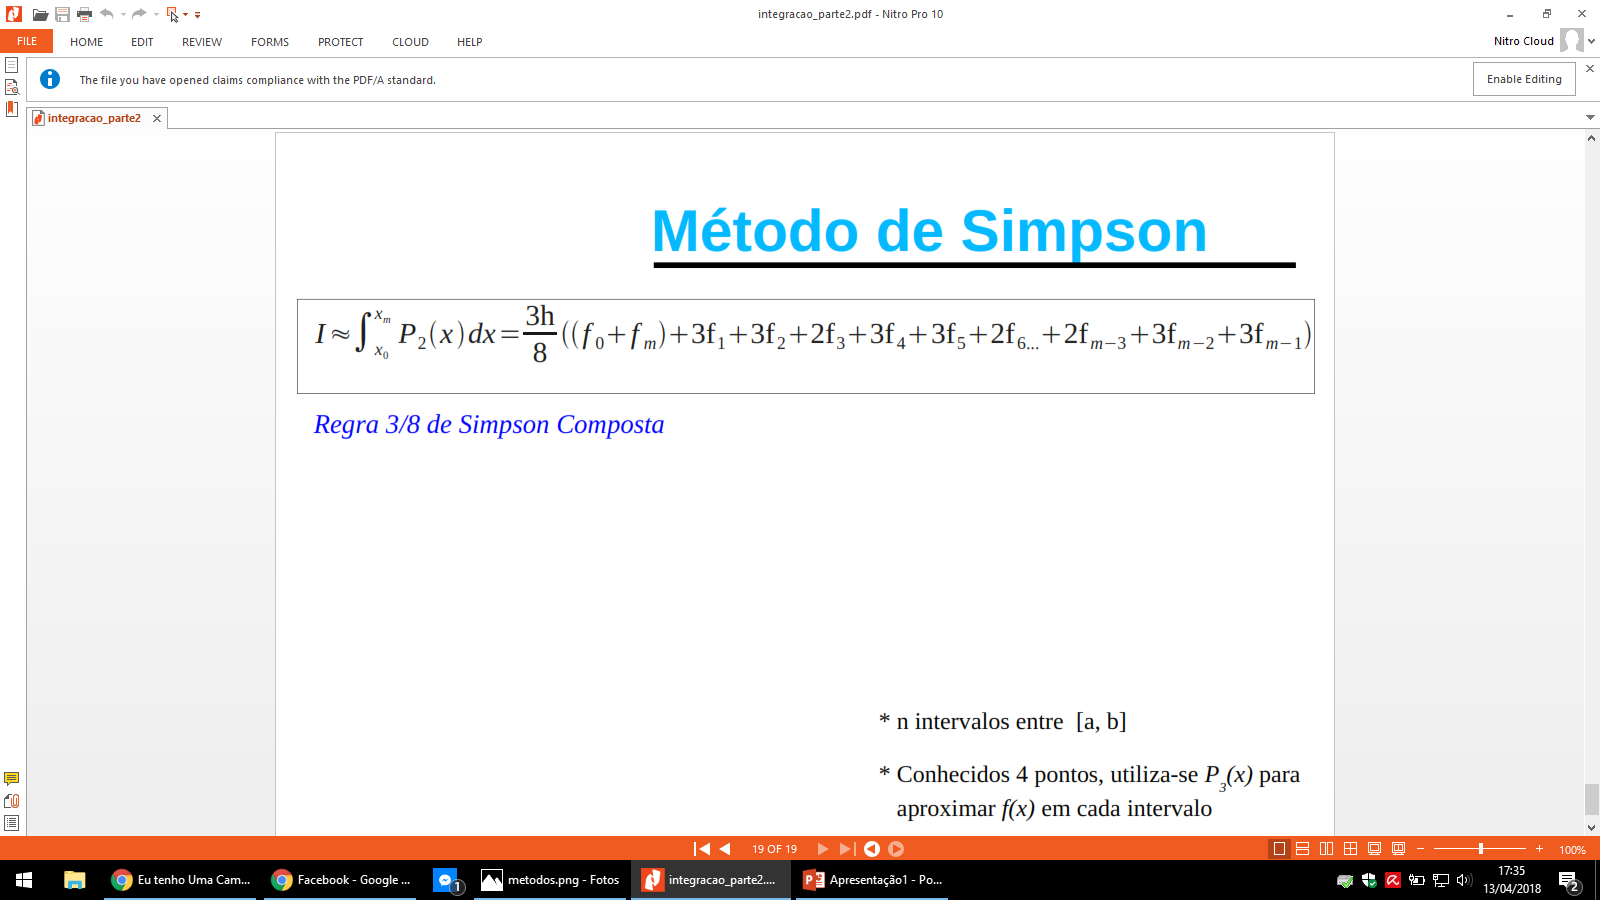 integracao_parte2.pdf - Nitro Pro 10
FILE HOME EDIT REVIEW FORMS PROTECT CLOUD HELP
Nitro Cloud
The file you have opened claims compliance with the PDF/A standard.
Enable Editing
integracao_parte2
Método de Simpson
I≈∫ₓ₀ˣᵐ P₂(x)dx=3h/8((f₀+fₘ)+3f₁+3f₂+2f₃+3f₄+3f₅+2f₆...+2fₘ₋₃+3fₘ₋₂+3fₘ₋₁)
Regra 3/8 de Simpson Composta
* n intervalos entre [a, b]
* Conhecidos 4 pontos, utiliza-se P₃(x) para
aproximar f(x) em cada intervalo
19 OF 19
100%
Eu tenho Uma Cam...
Facebook - Google ...
1
metodos.png - Fotos
integracao_parte2....
Apresentação1 - Po...
17:35
13/04/2018
2